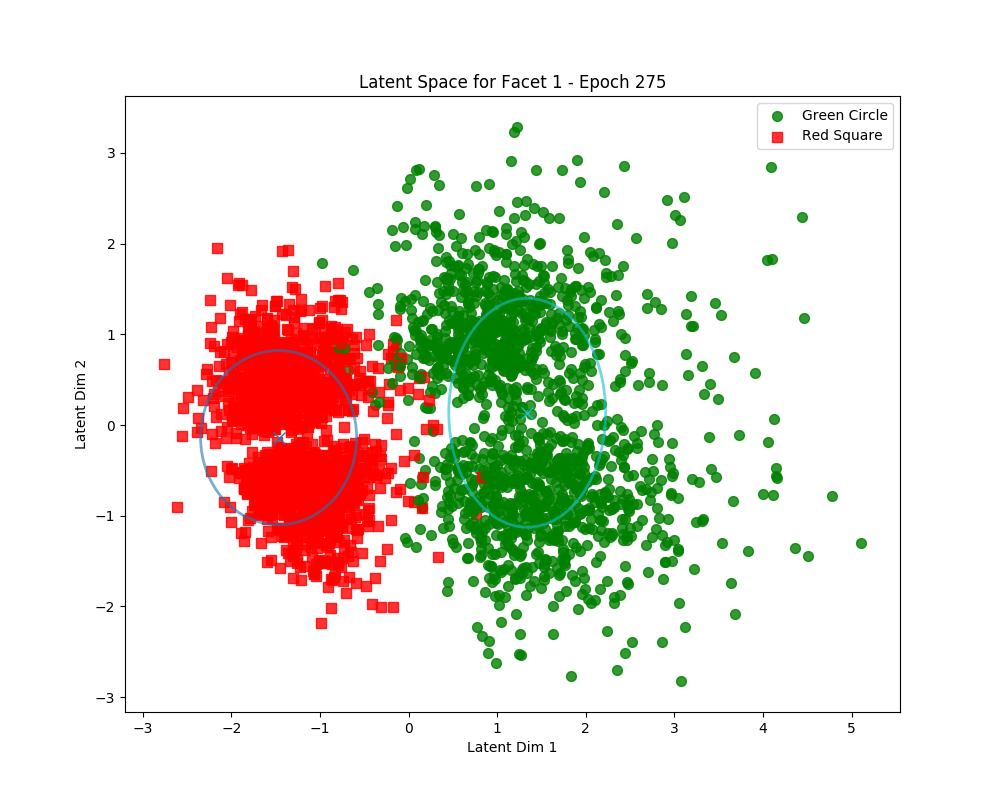 Latent Space for Facet 1 - Epoch 275
Green Circle
Red Square
Latent Dim 2
3
2
1
0
−1
−2
−3
−3 −2 −1 0 1 2 3 4 5
Latent Dim 1